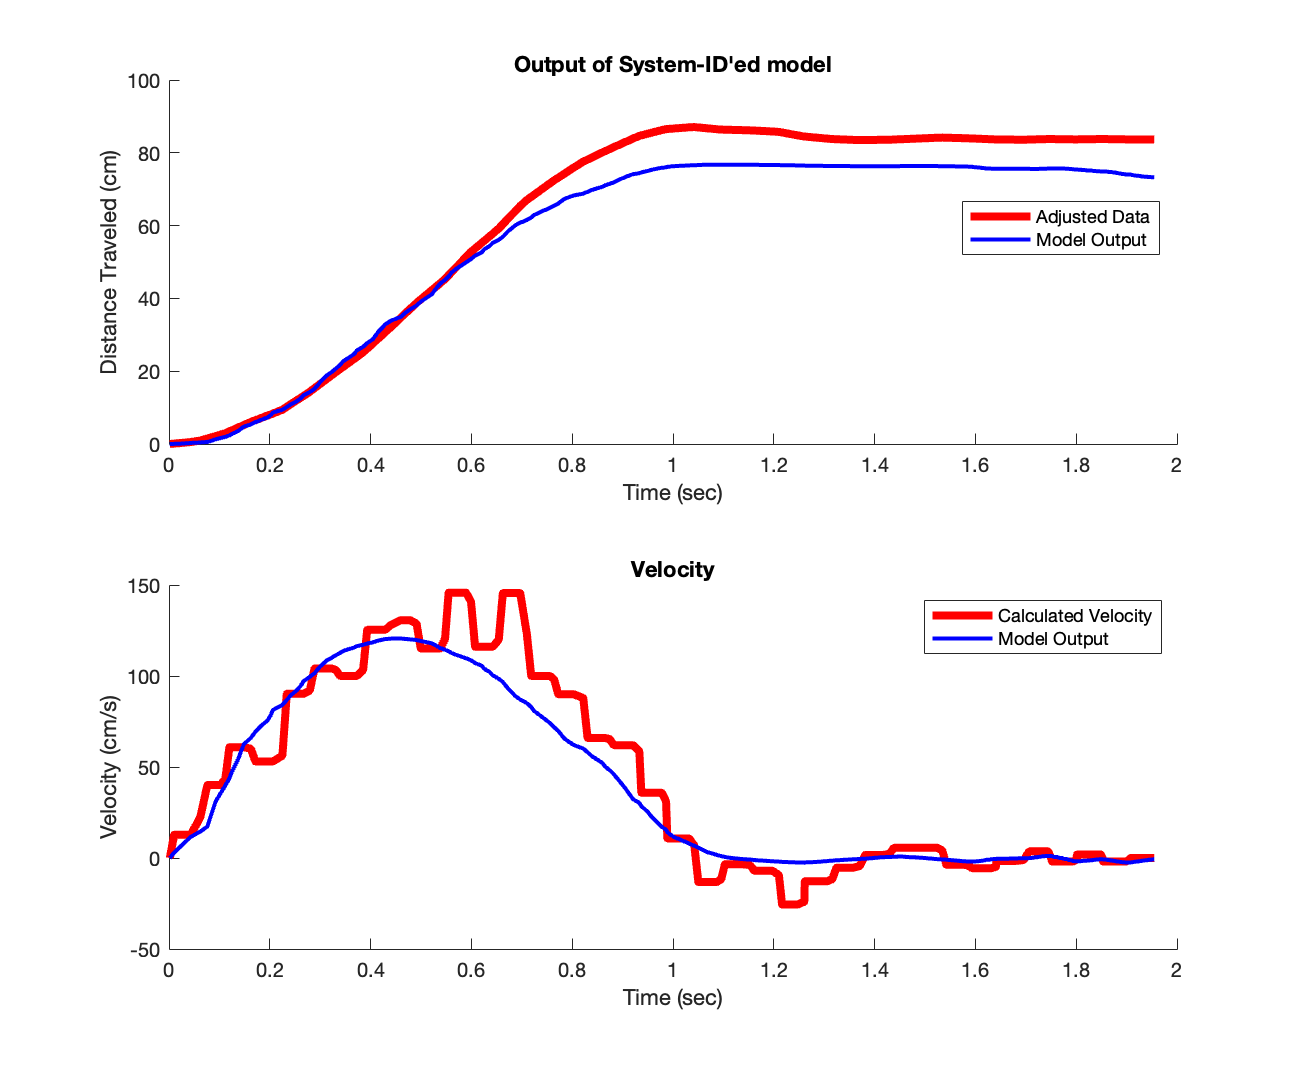 Output of System-ID'ed model
100
80
60
40
20
0
Distance Traveled (cm)
Adjusted Data
Model Output
0 0.2 0.4 0.6 0.8 1 1.2 1.4 1.6 1.8 2
Time (sec)
Velocity
150
100
50
0
-50
Velocity (cm/s)
Calculated Velocity
Model Output
0 0.2 0.4 0.6 0.8 1 1.2 1.4 1.6 1.8 2
Time (sec)